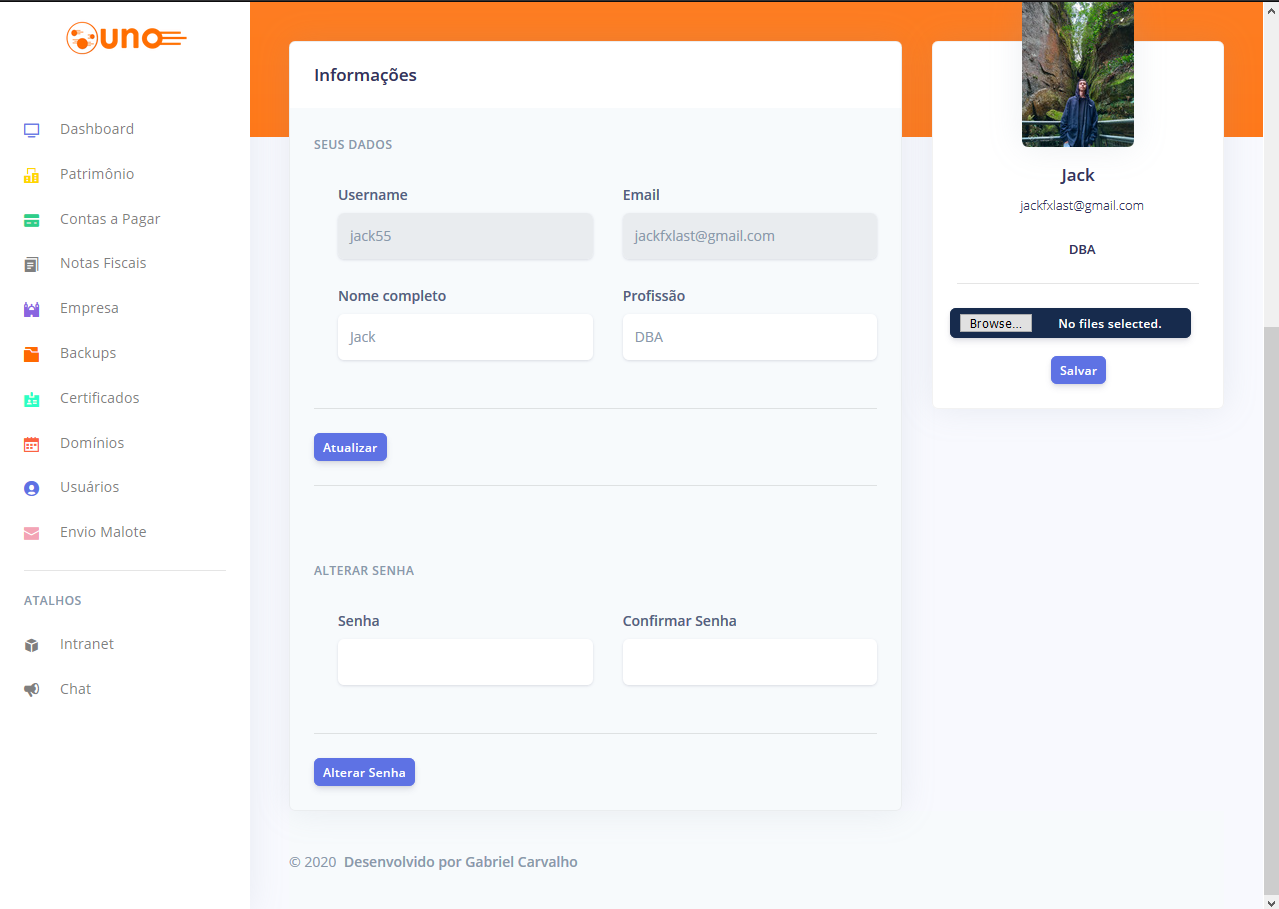 uno
Dashboard
Patrimônio
Contas a Pagar
Notas Fiscais
Empresa
Backups
Certificados
Domínios
Usuários
Envio Malote
ATALHOS
Intranet
Chat
Informações
SEUS DADOS
Username
Email
jack55
jackfxlast@gmail.com
Nome completo
Profissão
Jack
DBA
Atualizar
ALTERAR SENHA
Senha
Confirmar Senha
Alterar Senha
Jack
jackfxlast@gmail.com
DBA
Browse... No files selected.
Salvar
© 2020 Desenvolvido por Gabriel Carvalho